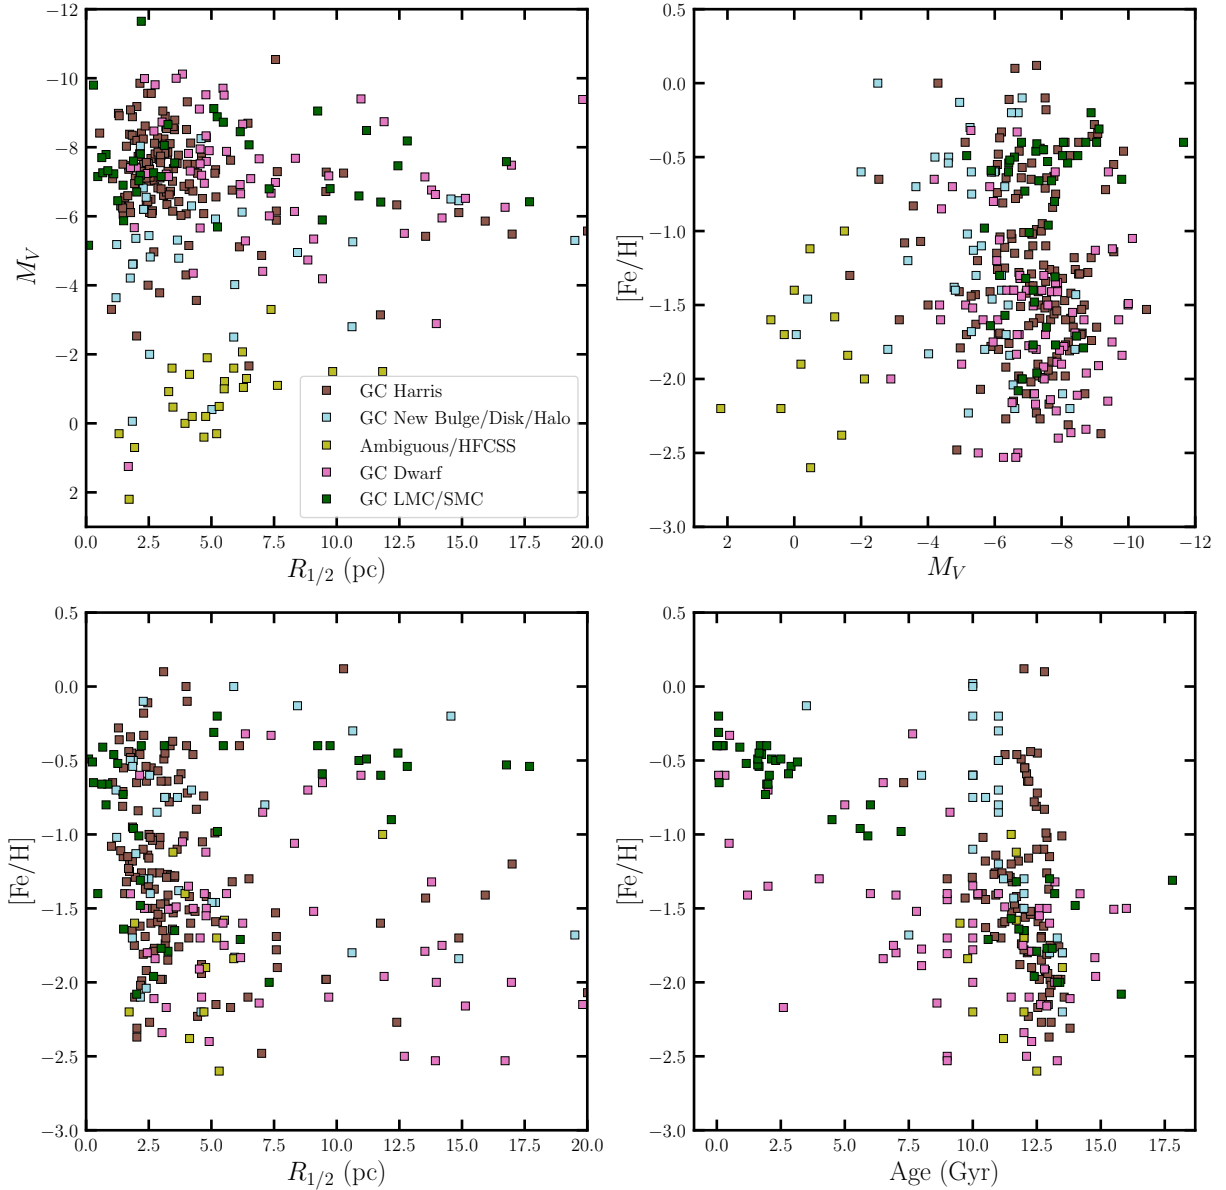 −12
−10
−8
−6
−4
−2
0
2
M_V
0.0 2.5 5.0 7.5 10.0 12.5 15.0 17.5 20.0
R_{1/2} (pc)
GC Harris
GC New Bulge/Disk/Halo
Ambiguous/HFCSS
GC Dwarf
GC LMC/SMC
0.5
0.0
−0.5
−1.0
−1.5
−2.0
−2.5
−3.0
[Fe/H]
2 0 −2 −4 −6 −8 −10 −12
M_V
0.5
0.0
−0.5
−1.0
−1.5
−2.0
−2.5
−3.0
[Fe/H]
0.0 2.5 5.0 7.5 10.0 12.5 15.0 17.5 20.0
R_{1/2} (pc)
0.5
0.0
−0.5
−1.0
−1.5
−2.0
−2.5
−3.0
[Fe/H]
0.0 2.5 5.0 7.5 10.0 12.5 15.0 17.5
Age (Gyr)